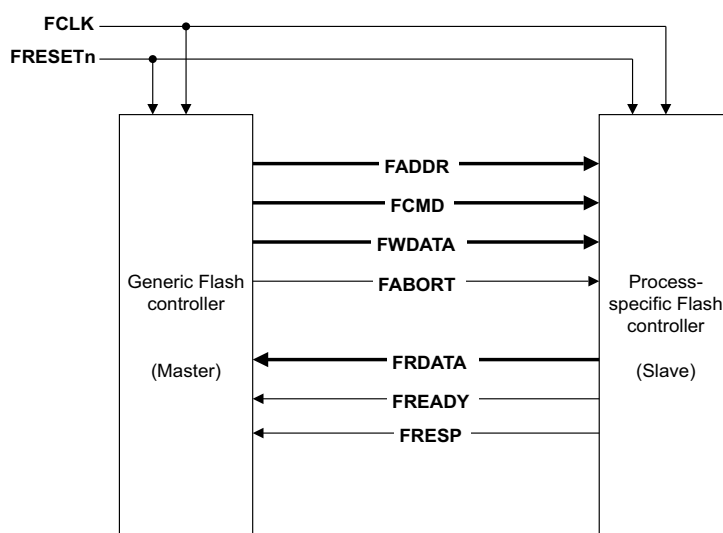 FCLK
FRESETn
FADDR
FCMD
FWDATA
FABORT
Generic Flash
controller
(Master)
Process-
specific Flash
controller
(Slave)
FRDATA
FREADY
FRESP